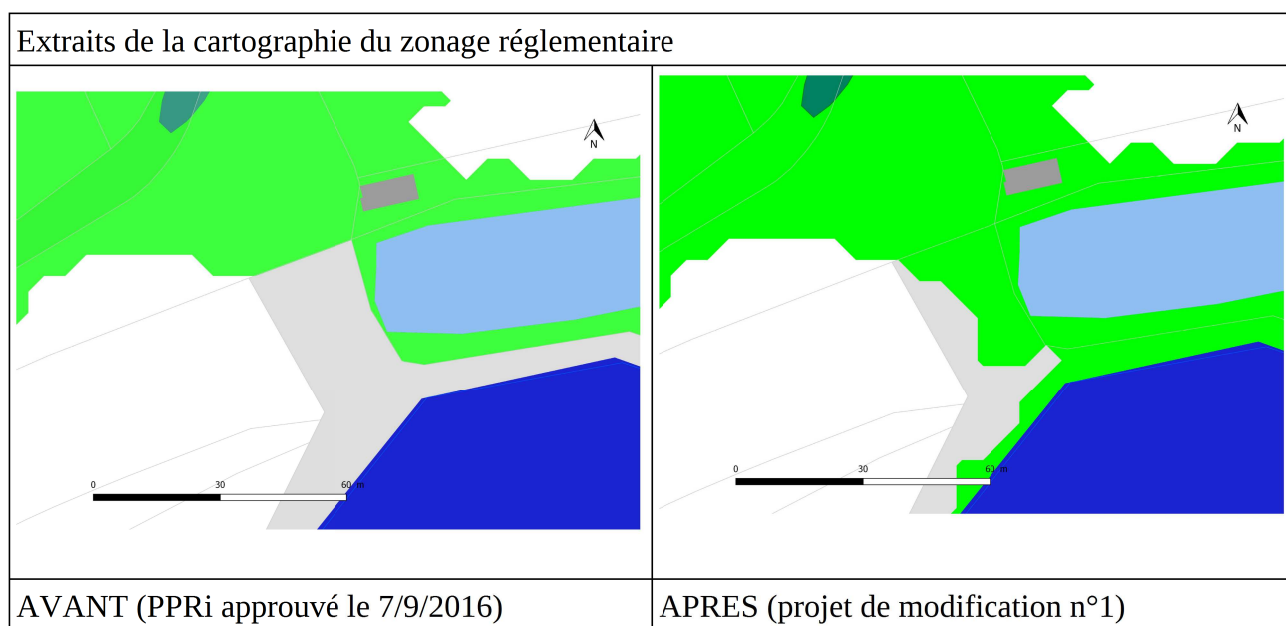 Extraits de la cartographie du zonage réglementaire
N
0 30 60 m
N
0 30 61 m
AVANT (PPRi approuvé le 7/9/2016)
APRES (projet de modification n°1)